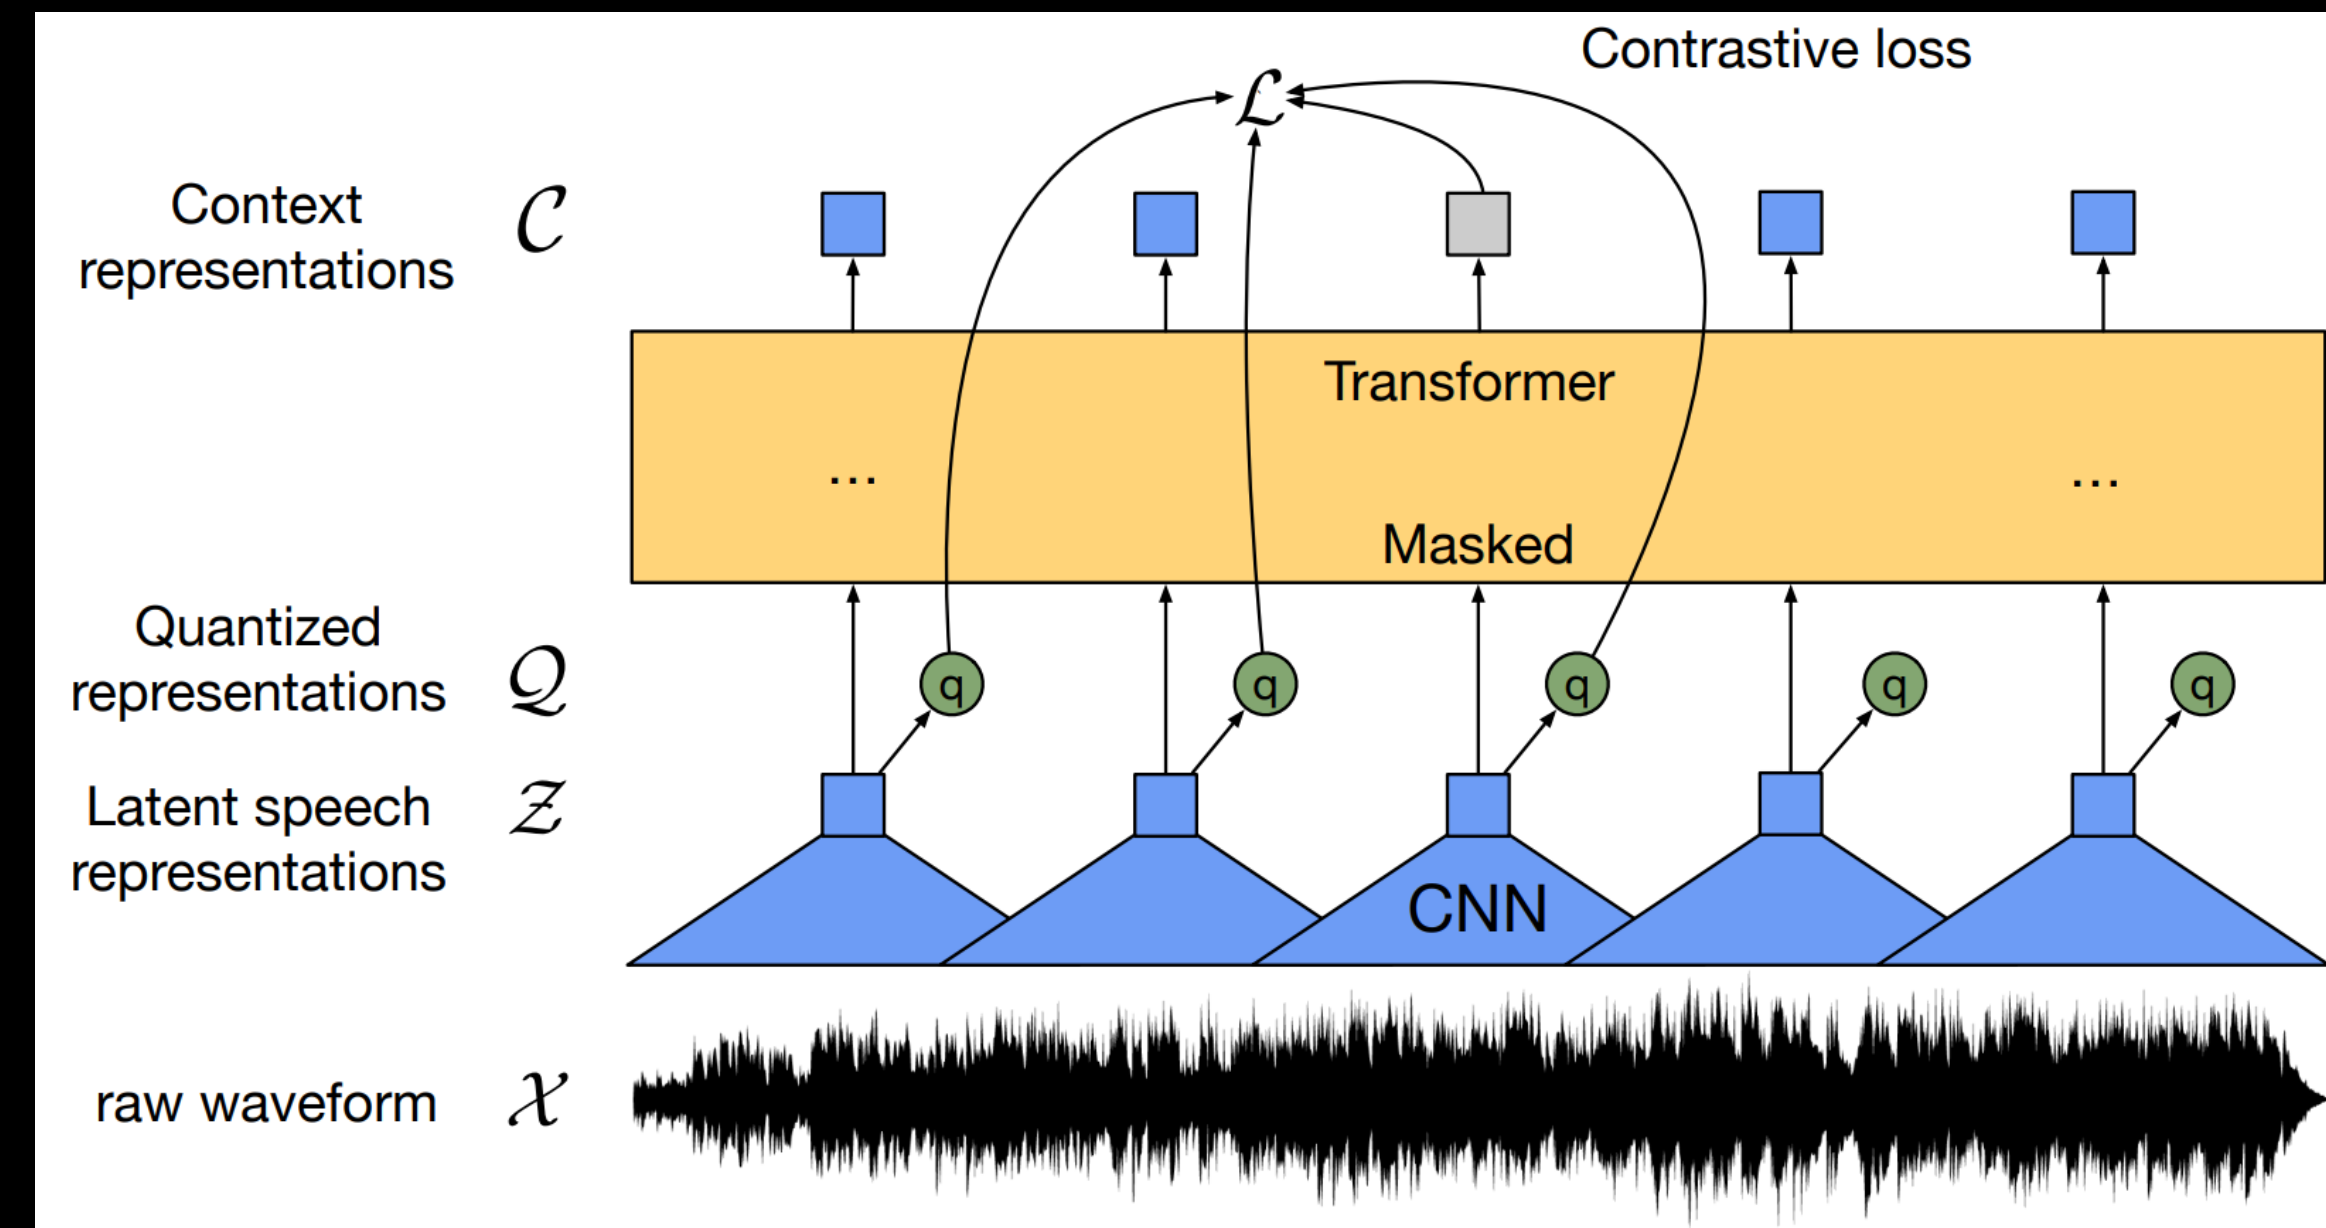 Contrastive loss
ℒ
Context
representations
𝒞
Transformer
... ...
Masked
Quantized
representations
𝒬
q q q q q
Latent speech
representations
𝒵
CNN
raw waveform
𝒳